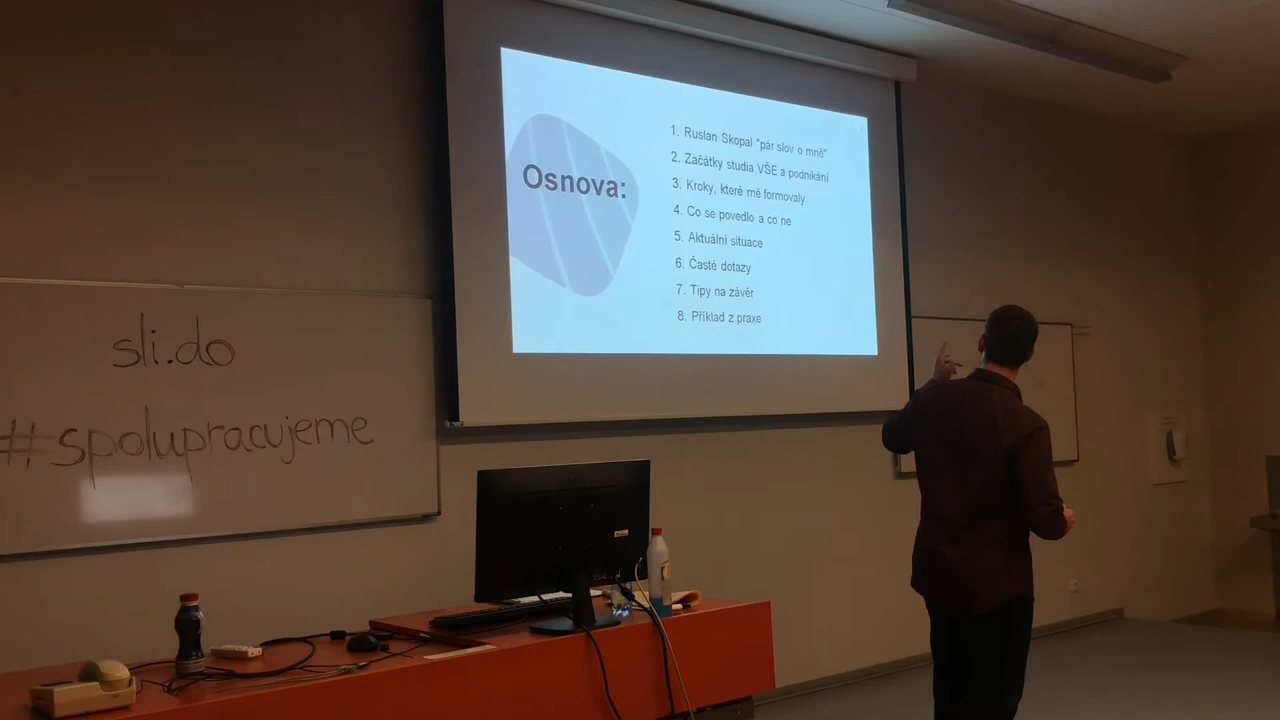 Osnova:
1. Ruslan Skopal "pár slov o mně"
2. Začátky studia VŠE a podnikání
3. Kroky, které mě formovaly
4. Co se povedlo a co ne
5. Aktuální situace
6. Časté dotazy
7. Tipy na závěr
8. Příklad z praxe
sli.do
#spolupracujeme